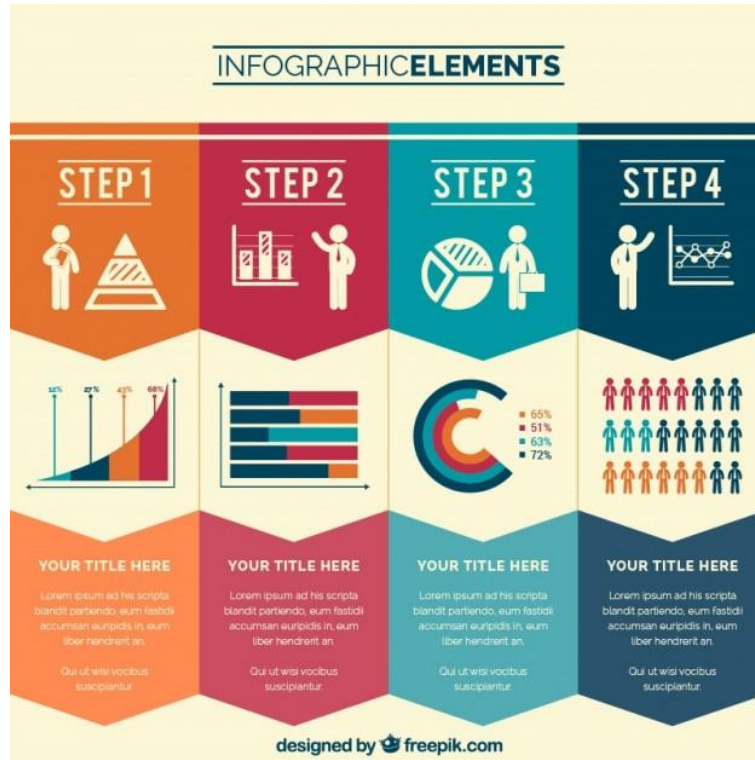 INFOGRAPHICELEMENTS
STEP 1
STEP 2
STEP 3
STEP 4
12%
27%
43%
68%
65%
51%
63%
72%
YOUR TITLE HERE
Lorem ipsum ad his scripta
blandit partiendo, eum fastidii
accumsan euripidis in, eum
liber hendrerit an.
Qui ut wisi vocibus
suscipiantur.
YOUR TITLE HERE
Lorem ipsum ad his scripta
blandit partiendo, eum fastidii
accumsan euripidis in, eum
liber hendrerit an.
Qui ut wisi vocibus
suscipiantur.
YOUR TITLE HERE
Lorem ipsum ad his scripta
blandit partiendo, eum fastidii
accumsan euripidis in, eum
liber hendrerit an.
Qui ut wisi vocibus
suscipiantur.
YOUR TITLE HERE
Lorem ipsum ad his scripta
blandit partiendo, eum fastidii
accumsan euripidis in, eum
liber hendrerit an.
Qui ut wisi vocibus
suscipiantur.
designed by freepik.com